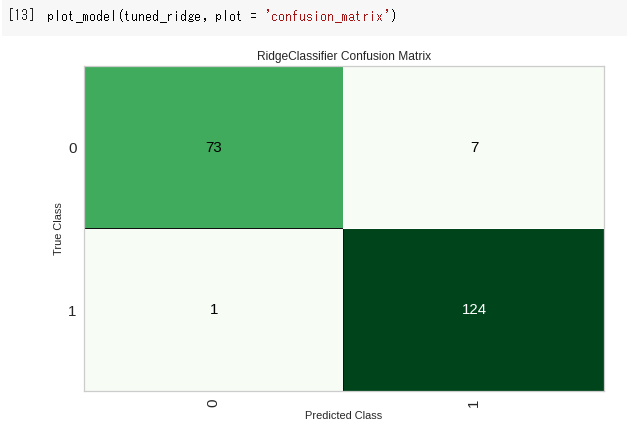 [13] plot_model(tuned_ridge, plot = 'confusion_matrix')
RidgeClassifier Confusion Matrix
0
73
7
True Class
1
1
124
0
1
Predicted Class